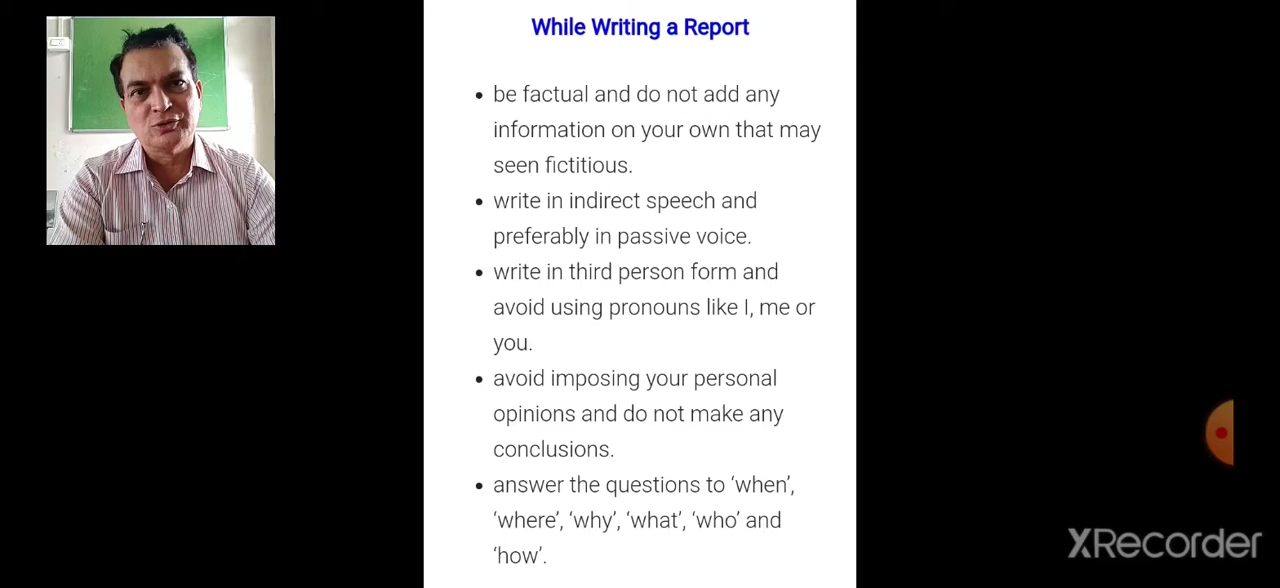 While Writing a Report
• be factual and do not add any
information on your own that may
seen fictitious.
• write in indirect speech and
preferably in passive voice.
• write in third person form and
avoid using pronouns like I, me or
you.
• avoid imposing your personal
opinions and do not make any
conclusions.
• answer the questions to ‘when’,
‘where’, ‘why’, ‘what’, ‘who’ and
‘how’.
XRecorder